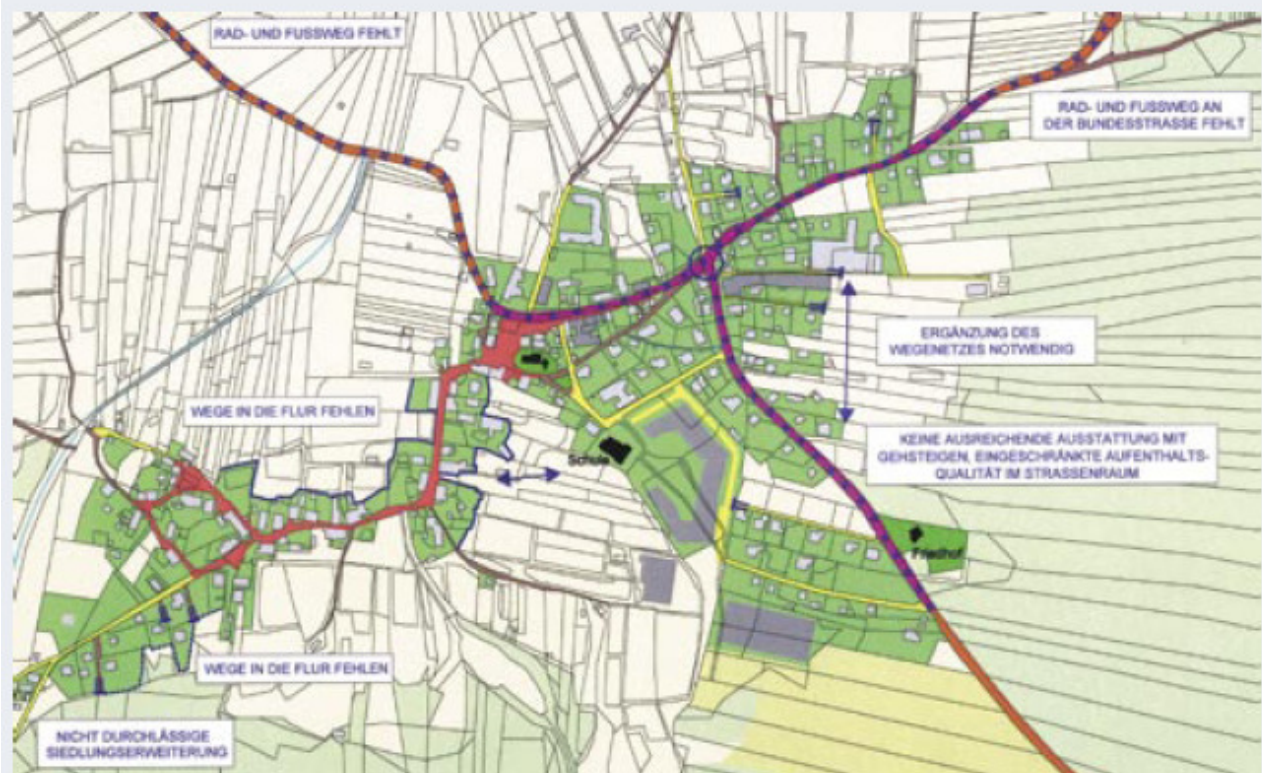 RAD- UND FUSSWEG FEHLT
RAD- UND FUSSWEG AN
DER BUNDESSTRASSE FEHLT
ERGÄNZUNG DES
WEGENETZES NOTWENDIG
WEGE IN DIE FLUR FEHLEN
KEINE AUSREICHENDE AUSSTATTUNG MIT
GEHSTEIGEN, EINGESCHRÄNKTE AUFENTHALTS-
QUALITÄT IM STRASSENRAUM
Schule
Friedhof
WEGE IN DIE FLUR FEHLEN
NICHT DURCHLÄSSIGE
SIEDLUNGSERWEITERUNG